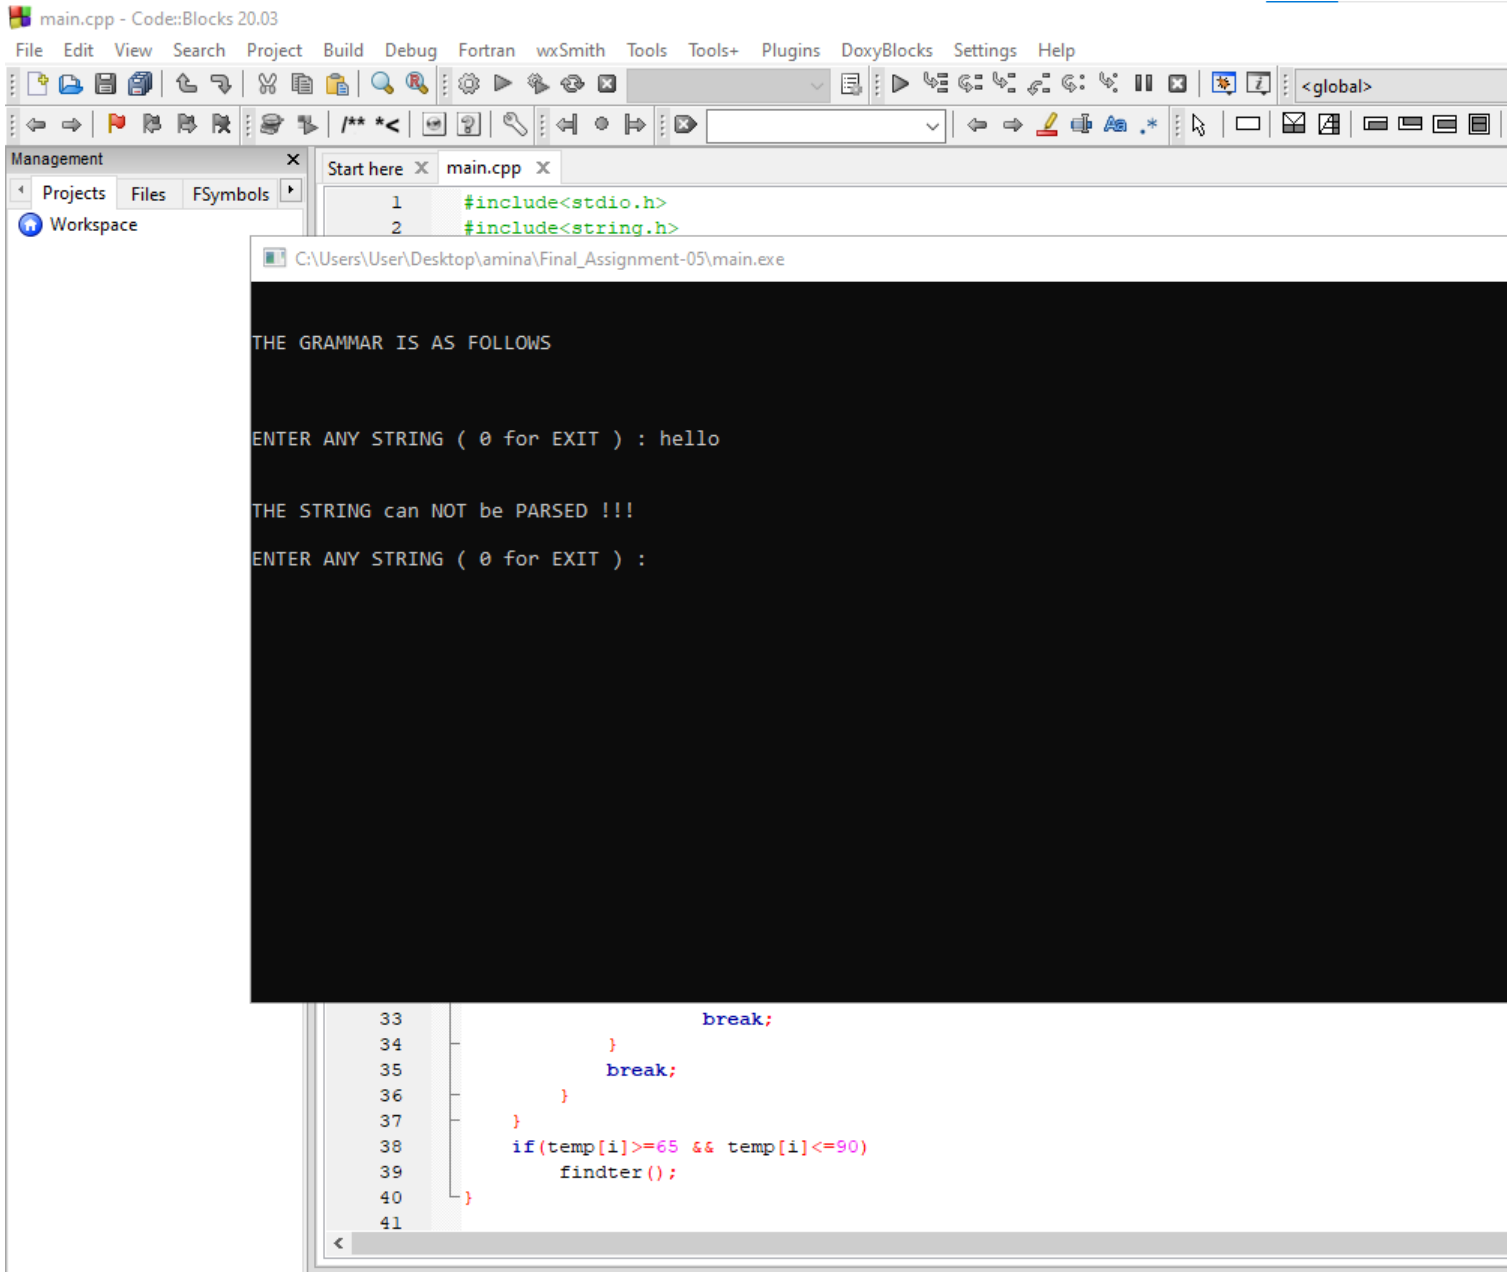 main.cpp - Code::Blocks 20.03
File Edit View Search Project Build Debug Fortran wxSmith Tools Tools+ Plugins DoxyBlocks Settings Help
<global>
/** *<
Management
Start here main.cpp
Projects Files FSymbols
Workspace
1 #include<stdio.h>
2 #include<string.h>
C:\Users\User\Desktop\amina\Final_Assignment-05\main.exe
THE GRAMMAR IS AS FOLLOWS
ENTER ANY STRING ( 0 for EXIT ) : hello
THE STRING can NOT be PARSED !!!
ENTER ANY STRING ( 0 for EXIT ) :
33 break;
34 }
35 break;
36 }
37 }
38 if(temp[i]>=65 && temp[i]<=90)
39 findter();
40 }
41